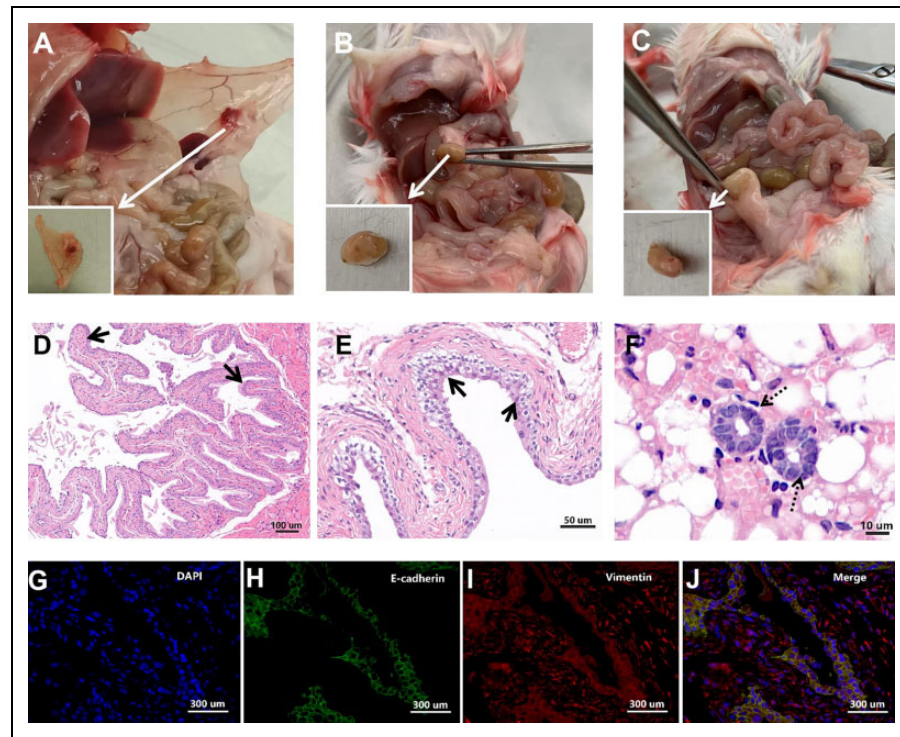 A
B
C
D
100 um
E
50 um
F
10 um
G
DAPI
300 um
H
E-cadherin
300 um
I
Vimentin
300 um
J
Merge
300 um